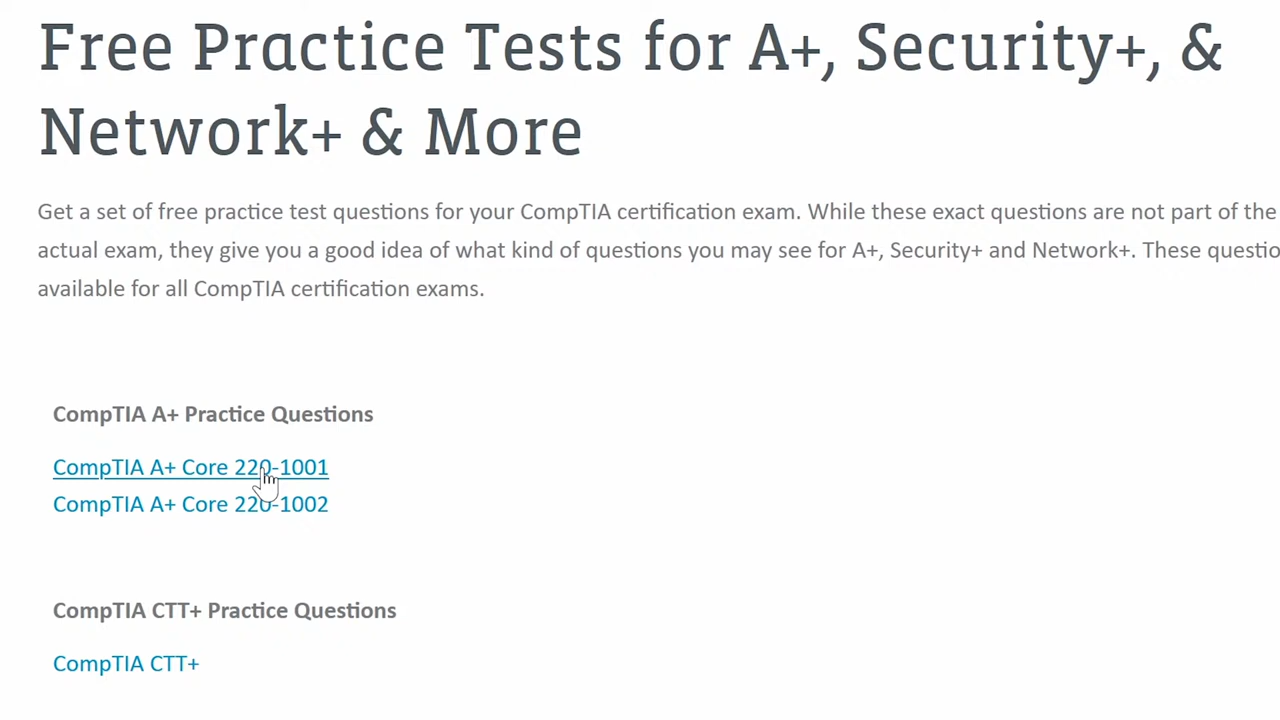 Free Practice Tests for A+, Security+, &
Network+ & More
Get a set of free practice test questions for your CompTIA certification exam. While these exact questions are not part of the
actual exam, they give you a good idea of what kind of questions you may see for A+, Security+ and Network+. These questio
available for all CompTIA certification exams.
CompTIA A+ Practice Questions
CompTIA A+ Core 220-1001
CompTIA A+ Core 220-1002
CompTIA CTT+ Practice Questions
CompTIA CTT+